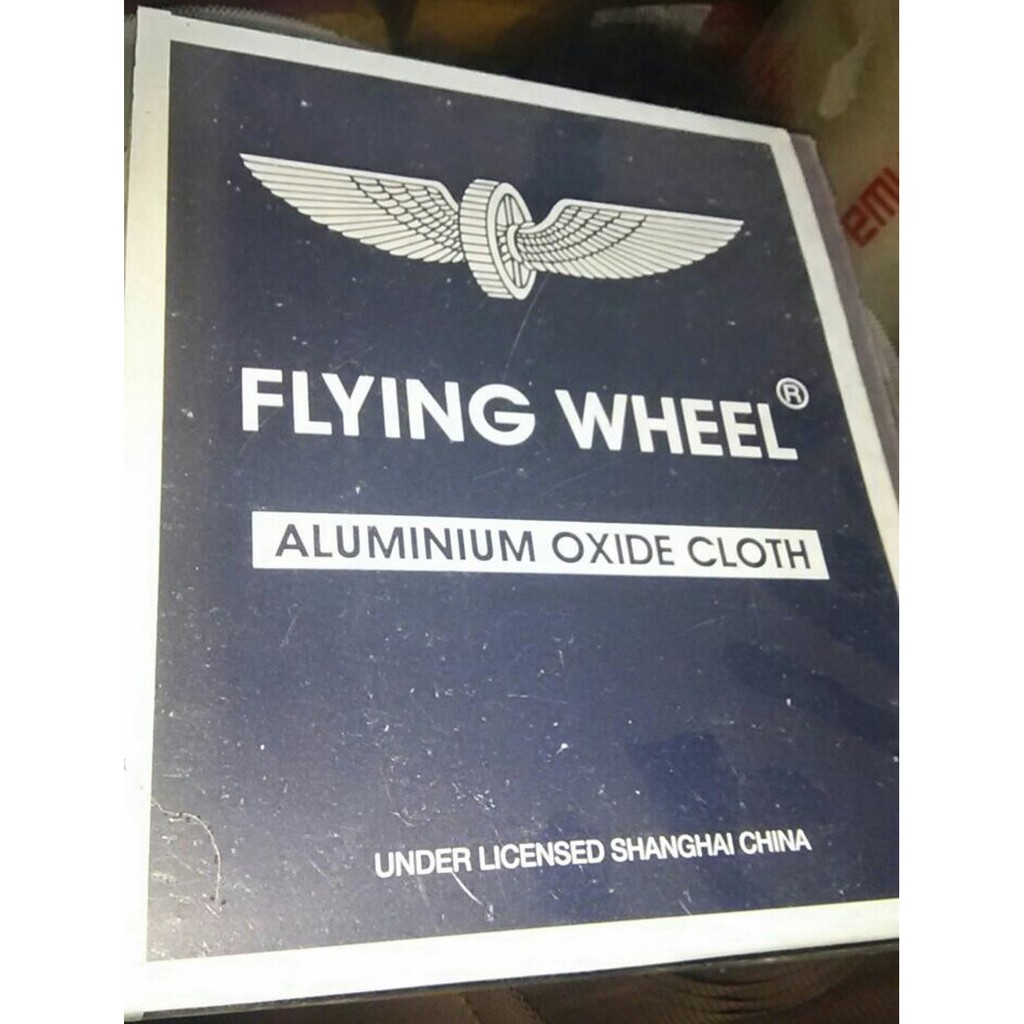 FLYING WHEEL®
ALUMINIUM OXIDE CLOTH
UNDER LICENSED SHANGHAI CHINA